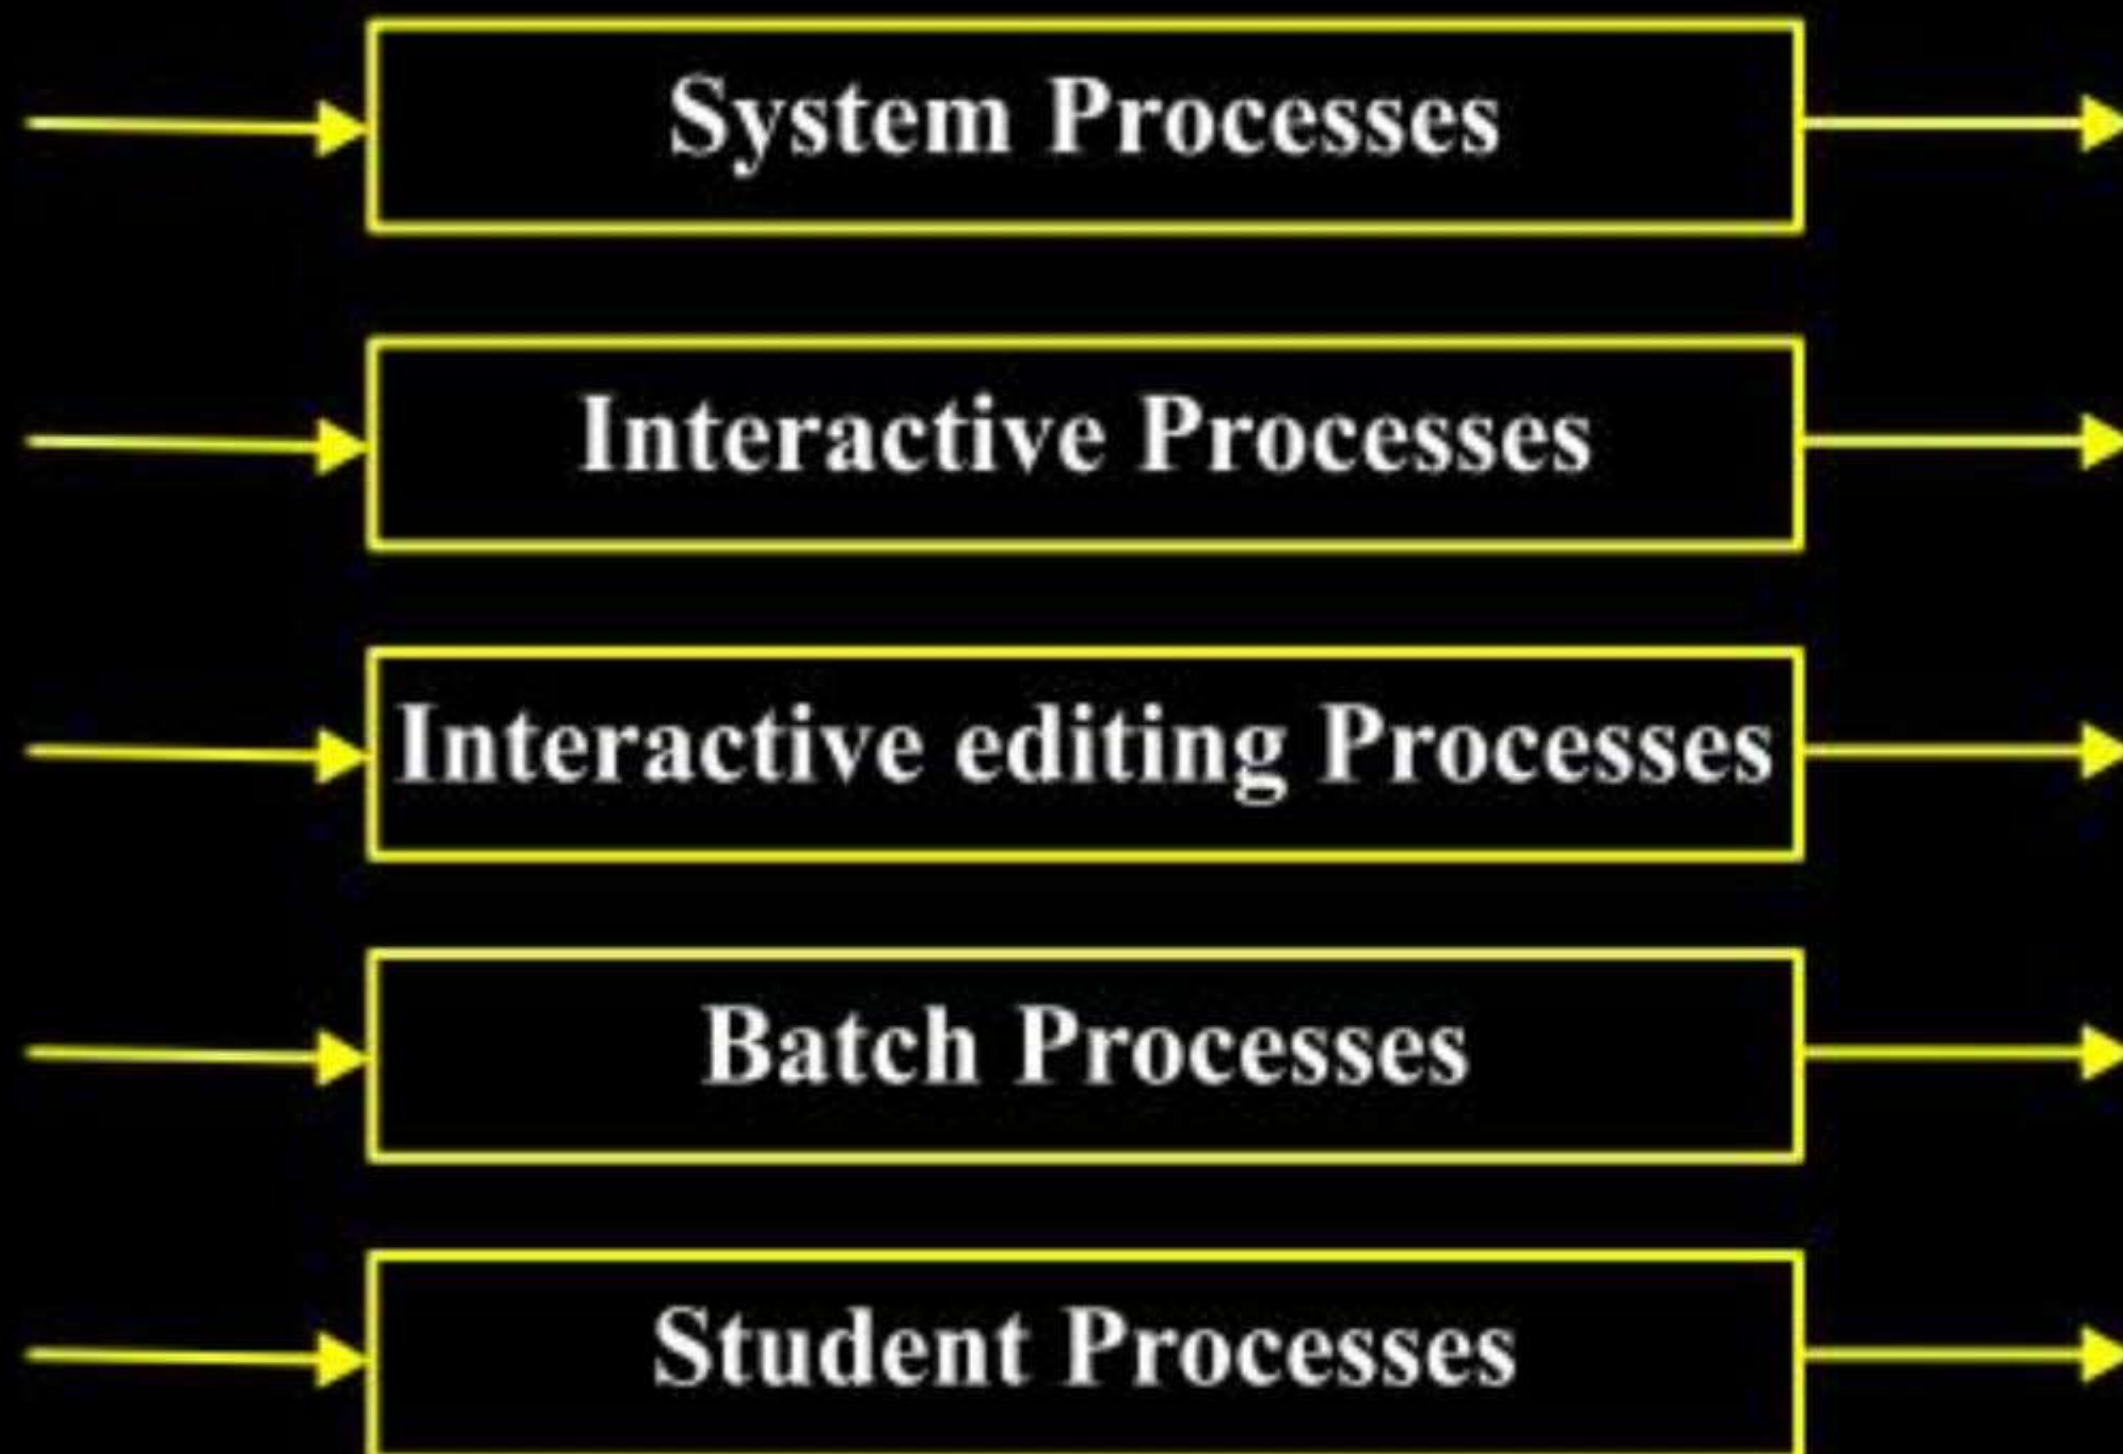 System Processes
Interactive Processes
Interactive editing Processes
Batch Processes
Student Processes